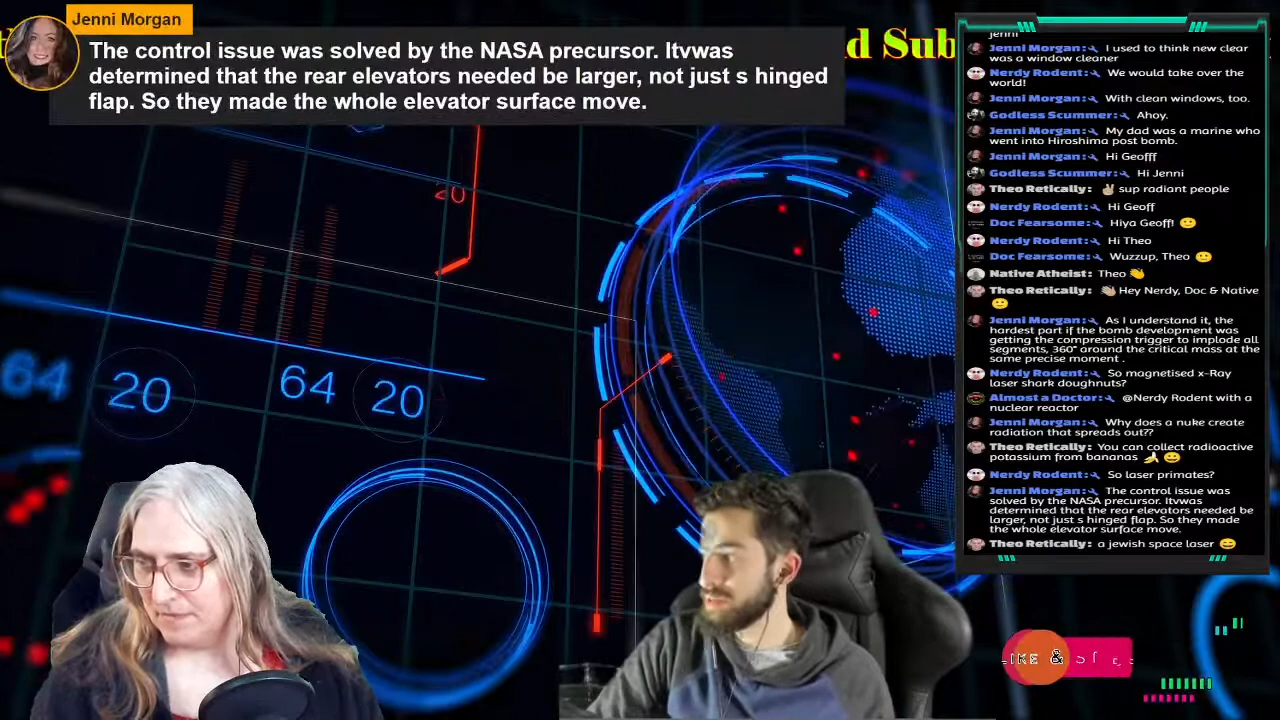 Jenni Morgan
The control issue was solved by the NASA precursor. Itvwas
determined that the rear elevators needed be larger, not just s hinged
flap. So they made the whole elevator surface move.
d Sub
20
64
20
64
20
jenni
Jenni Morgan: I used to think new clear
was a window cleaner
Nerdy Rodent: We would take over the
world!
Jenni Morgan: With clean windows, too.
Godless Scummer: Ahoy.
Jenni Morgan: My dad was a marine who
went into Hiroshima post bomb.
Jenni Morgan: Hi Geofff
Godless Scummer: Hi Jenni
Theo Retically: ✌🏼 sup radiant people
Nerdy Rodent: Hi Geoff
Doc Fearsome: Hiya Geoff! 🙂
Nerdy Rodent: Hi Theo
Doc Fearsome: Wuzzup, Theo 🙂
Native Atheist: Theo 👏
Theo Retically: 👋🏼 Hey Nerdy, Doc & Native
🙂
Jenni Morgan: As I understand it, the
hardest part if the bomb development was
getting the compression trigger to implode all
segments, 360° around the critical mass at the
same precise moment .
Nerdy Rodent: So magnetised x-Ray
laser shark doughnuts?
Almost a Doctor: @Nerdy Rodent with a
nuclear reactor
Jenni Morgan: Why does a nuke create
radiation that spreads out??
Theo Retically: You can collect radioactive
potassium from bananas 🍌 😄
Nerdy Rodent: So laser primates?
Jenni Morgan: The control issue was
solved by the NASA precursor. Itvwas
determined that the rear elevators needed be
larger, not just s hinged flap. So they made
the whole elevator surface move.
Theo Retically: a jewish space laser 😄